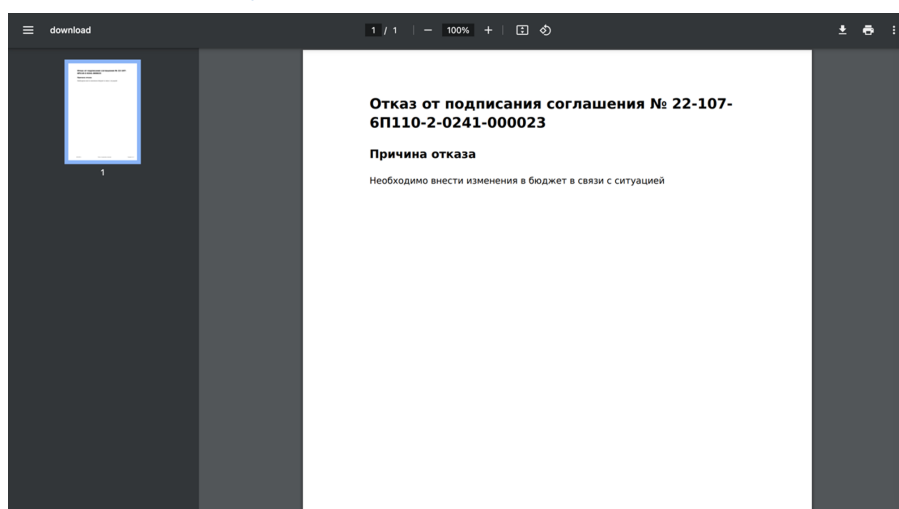 download
1 / 1
100%
Отказ от подписания соглашения № 22-107-
6П110-2-0241-000023
Причина отказа
Необходимо внести изменения в бюджет в связи с ситуацией
1